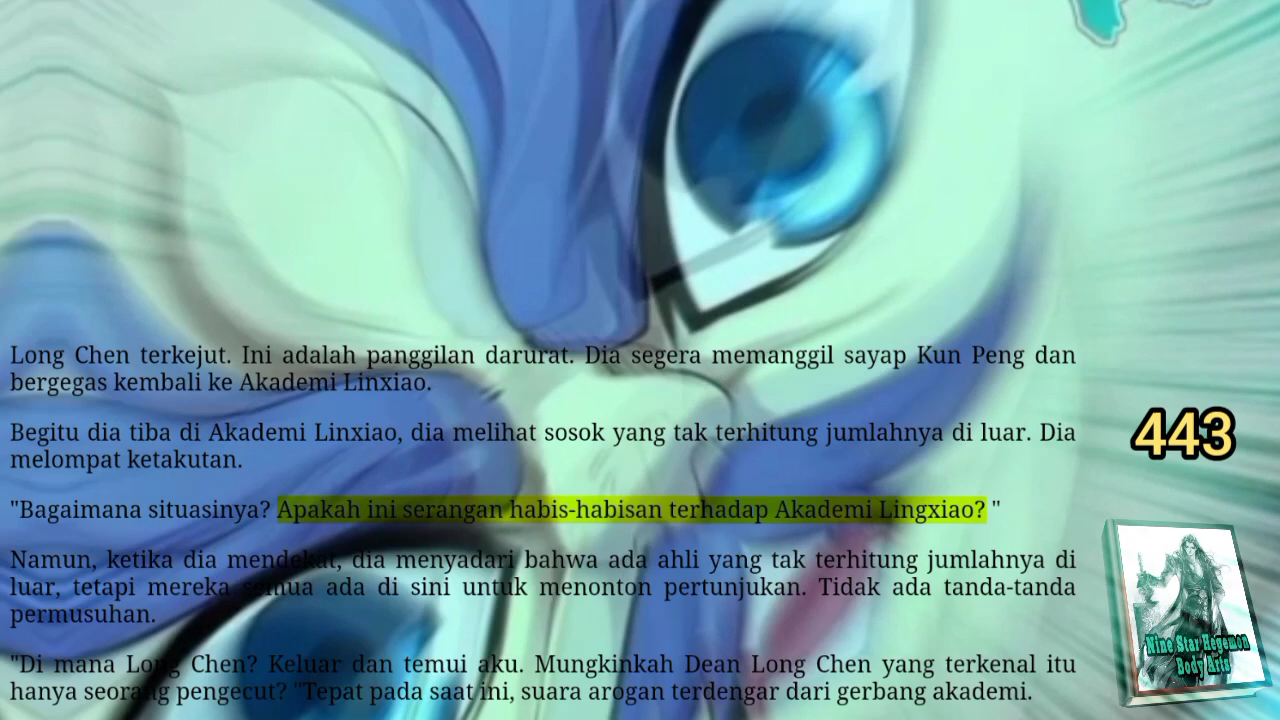 Long Chen terkejut. Ini adalah panggilan darurat. Dia segera memanggil sayap Kun Peng dan
bergegas kembali ke Akademi Linxiao.
Begitu dia tiba di Akademi Linxiao, dia melihat sosok yang tak terhitung jumlahnya di luar. Dia
melompat ketakutan.
"Bagaimana situasinya? Apakah ini serangan habis-habisan terhadap Akademi Lingxiao? "
Namun, ketika dia mendekat, dia menyadari bahwa ada ahli yang tak terhitung jumlahnya di
luar, tetapi mereka semua ada di sini untuk menonton pertunjukan. Tidak ada tanda-tanda
permusuhan.
"Di mana Long Chen? Keluar dan temui aku. Mungkinkah Dean Long Chen yang terkenal itu
hanya seorang pengecut? "Tepat pada saat ini, suara arogan terdengar dari gerbang akademi.
443
Nine Star Hegemon
Body Arts